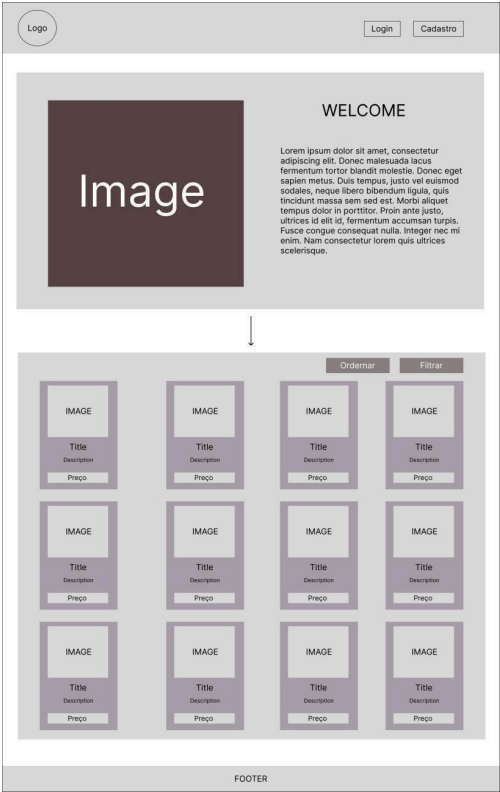 Logo
Login
Cadastro
WELCOME
Image
Lorem ipsum dolor sit amet, consectetur
adipiscing elit. Donec malesuada lacus
fermentum tortor blandit molestie. Donec eget
sapien metus. Duis tempus, justo vel euismod
sodales, neque libero bibendum ligula, quis
tincidunt massa sem sed est. Morbi aliquet
tempus dolor in porttitor. Proin ante justo,
ultrices id elit id, fermentum accumsan turpis.
Fusce congue consequat nulla. Integer nec mi
enim. Nam consectetur lorem quis ultrices
scelerisque.
Ordernar
Filtrar
IMAGE
Title
Description
Preço
IMAGE
Title
Description
Preço
IMAGE
Title
Description
Preço
IMAGE
Title
Description
Preço
IMAGE
Title
Description
Preço
IMAGE
Title
Description
Preço
IMAGE
Title
Description
Preço
IMAGE
Title
Description
Preço
IMAGE
Title
Description
Preço
IMAGE
Title
Description
Preço
IMAGE
Title
Description
Preço
IMAGE
Title
Description
Preço
FOOTER